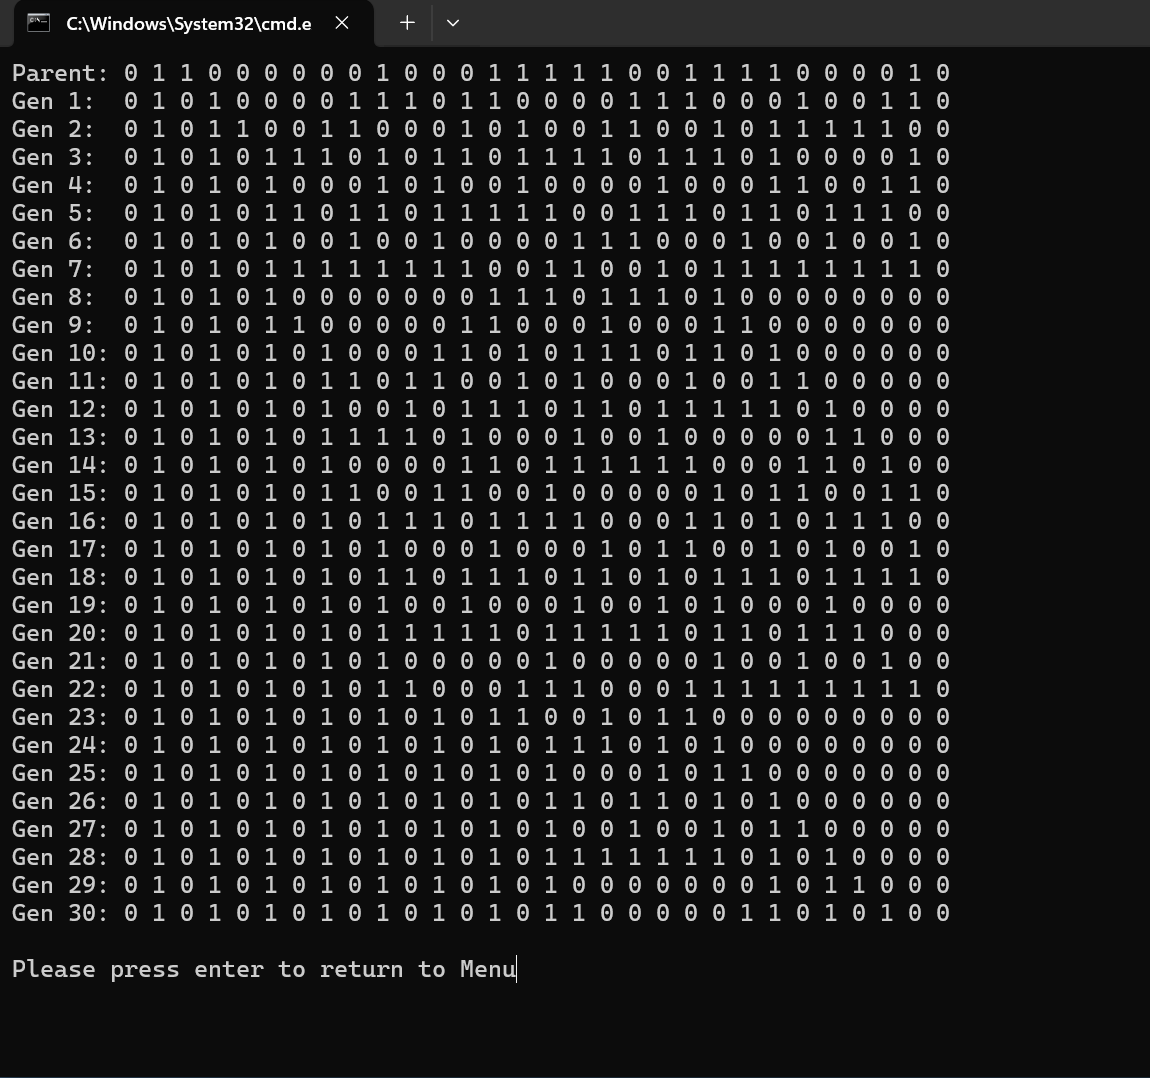 C:\Windows\System32\cmd.e
Parent: 0 1 1 0 0 0 0 0 0 1 0 0 0 1 1 1 1 1 0 0 1 1 1 1 0 0 0 0 1 0
Gen 1: 0 1 0 1 0 0 0 0 1 1 1 0 1 1 0 0 0 0 1 1 1 0 0 0 1 0 0 1 1 0
Gen 2: 0 1 0 1 1 0 0 1 1 0 0 0 1 0 1 0 0 1 1 0 0 1 0 1 1 1 1 1 0 0
Gen 3: 0 1 0 1 0 1 1 1 0 1 0 1 1 0 1 1 1 1 0 1 1 1 0 1 0 0 0 0 1 0
Gen 4: 0 1 0 1 0 1 0 0 0 1 0 1 0 0 1 0 0 0 0 1 0 0 0 1 1 0 0 1 1 0
Gen 5: 0 1 0 1 0 1 1 0 1 1 0 1 1 1 1 1 0 0 1 1 1 0 1 1 0 1 1 1 0 0
Gen 6: 0 1 0 1 0 1 0 0 1 0 0 1 0 0 0 0 1 1 1 0 0 0 1 0 0 1 0 0 1 0
Gen 7: 0 1 0 1 0 1 1 1 1 1 1 1 1 0 0 1 1 0 0 1 0 1 1 1 1 1 1 1 1 0
Gen 8: 0 1 0 1 0 1 0 0 0 0 0 0 0 1 1 1 0 1 1 1 0 1 0 0 0 0 0 0 0 0
Gen 9: 0 1 0 1 0 1 1 0 0 0 0 0 1 1 0 0 0 1 0 0 0 1 1 0 0 0 0 0 0 0
Gen 10: 0 1 0 1 0 1 0 1 0 0 0 1 1 0 1 0 1 1 1 0 1 1 0 1 0 0 0 0 0 0
Gen 11: 0 1 0 1 0 1 0 1 1 0 1 1 0 0 1 0 1 0 0 0 1 0 0 1 1 0 0 0 0 0
Gen 12: 0 1 0 1 0 1 0 1 0 0 1 0 1 1 1 0 1 1 0 1 1 1 1 1 0 1 0 0 0 0
Gen 13: 0 1 0 1 0 1 0 1 1 1 1 0 1 0 0 0 1 0 0 1 0 0 0 0 0 1 1 0 0 0
Gen 14: 0 1 0 1 0 1 0 1 0 0 0 0 1 1 0 1 1 1 1 1 1 0 0 0 1 1 0 1 0 0
Gen 15: 0 1 0 1 0 1 0 1 1 0 0 1 1 0 0 1 0 0 0 0 0 1 0 1 1 0 0 1 1 0
Gen 16: 0 1 0 1 0 1 0 1 0 1 1 1 0 1 1 1 1 0 0 0 1 1 0 1 0 1 1 1 0 0
Gen 17: 0 1 0 1 0 1 0 1 0 1 0 0 0 1 0 0 0 1 0 1 1 0 0 1 0 1 0 0 1 0
Gen 18: 0 1 0 1 0 1 0 1 0 1 1 0 1 1 1 0 1 1 0 1 0 1 1 1 0 1 1 1 1 0
Gen 19: 0 1 0 1 0 1 0 1 0 1 0 0 1 0 0 0 1 0 0 1 0 1 0 0 0 1 0 0 0 0
Gen 20: 0 1 0 1 0 1 0 1 0 1 1 1 1 1 0 1 1 1 1 1 0 1 1 0 1 1 1 0 0 0
Gen 21: 0 1 0 1 0 1 0 1 0 1 0 0 0 0 0 1 0 0 0 0 0 1 0 0 1 0 0 1 0 0
Gen 22: 0 1 0 1 0 1 0 1 0 1 1 0 0 0 1 1 1 0 0 0 1 1 1 1 1 1 1 1 1 0
Gen 23: 0 1 0 1 0 1 0 1 0 1 0 1 0 1 1 0 0 1 0 1 1 0 0 0 0 0 0 0 0 0
Gen 24: 0 1 0 1 0 1 0 1 0 1 0 1 0 1 0 1 1 1 0 1 0 1 0 0 0 0 0 0 0 0
Gen 25: 0 1 0 1 0 1 0 1 0 1 0 1 0 1 0 1 0 0 0 1 0 1 1 0 0 0 0 0 0 0
Gen 26: 0 1 0 1 0 1 0 1 0 1 0 1 0 1 0 1 1 0 1 1 0 1 0 1 0 0 0 0 0 0
Gen 27: 0 1 0 1 0 1 0 1 0 1 0 1 0 1 0 1 0 0 1 0 0 1 0 1 1 0 0 0 0 0
Gen 28: 0 1 0 1 0 1 0 1 0 1 0 1 0 1 0 1 1 1 1 1 1 1 0 1 0 1 0 0 0 0
Gen 29: 0 1 0 1 0 1 0 1 0 1 0 1 0 1 0 1 0 0 0 0 0 0 0 1 0 1 1 0 0 0
Gen 30: 0 1 0 1 0 1 0 1 0 1 0 1 0 1 0 1 1 0 0 0 0 0 1 1 0 1 0 1 0 0
Please press enter to return to Menu